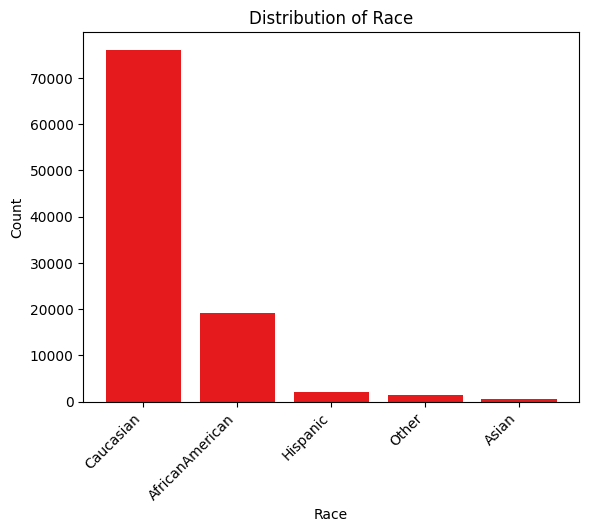 Distribution of Race
Count
70000
60000
50000
40000
30000
20000
10000
0
Caucasian
AfricanAmerican
Hispanic
Other
Asian
Race